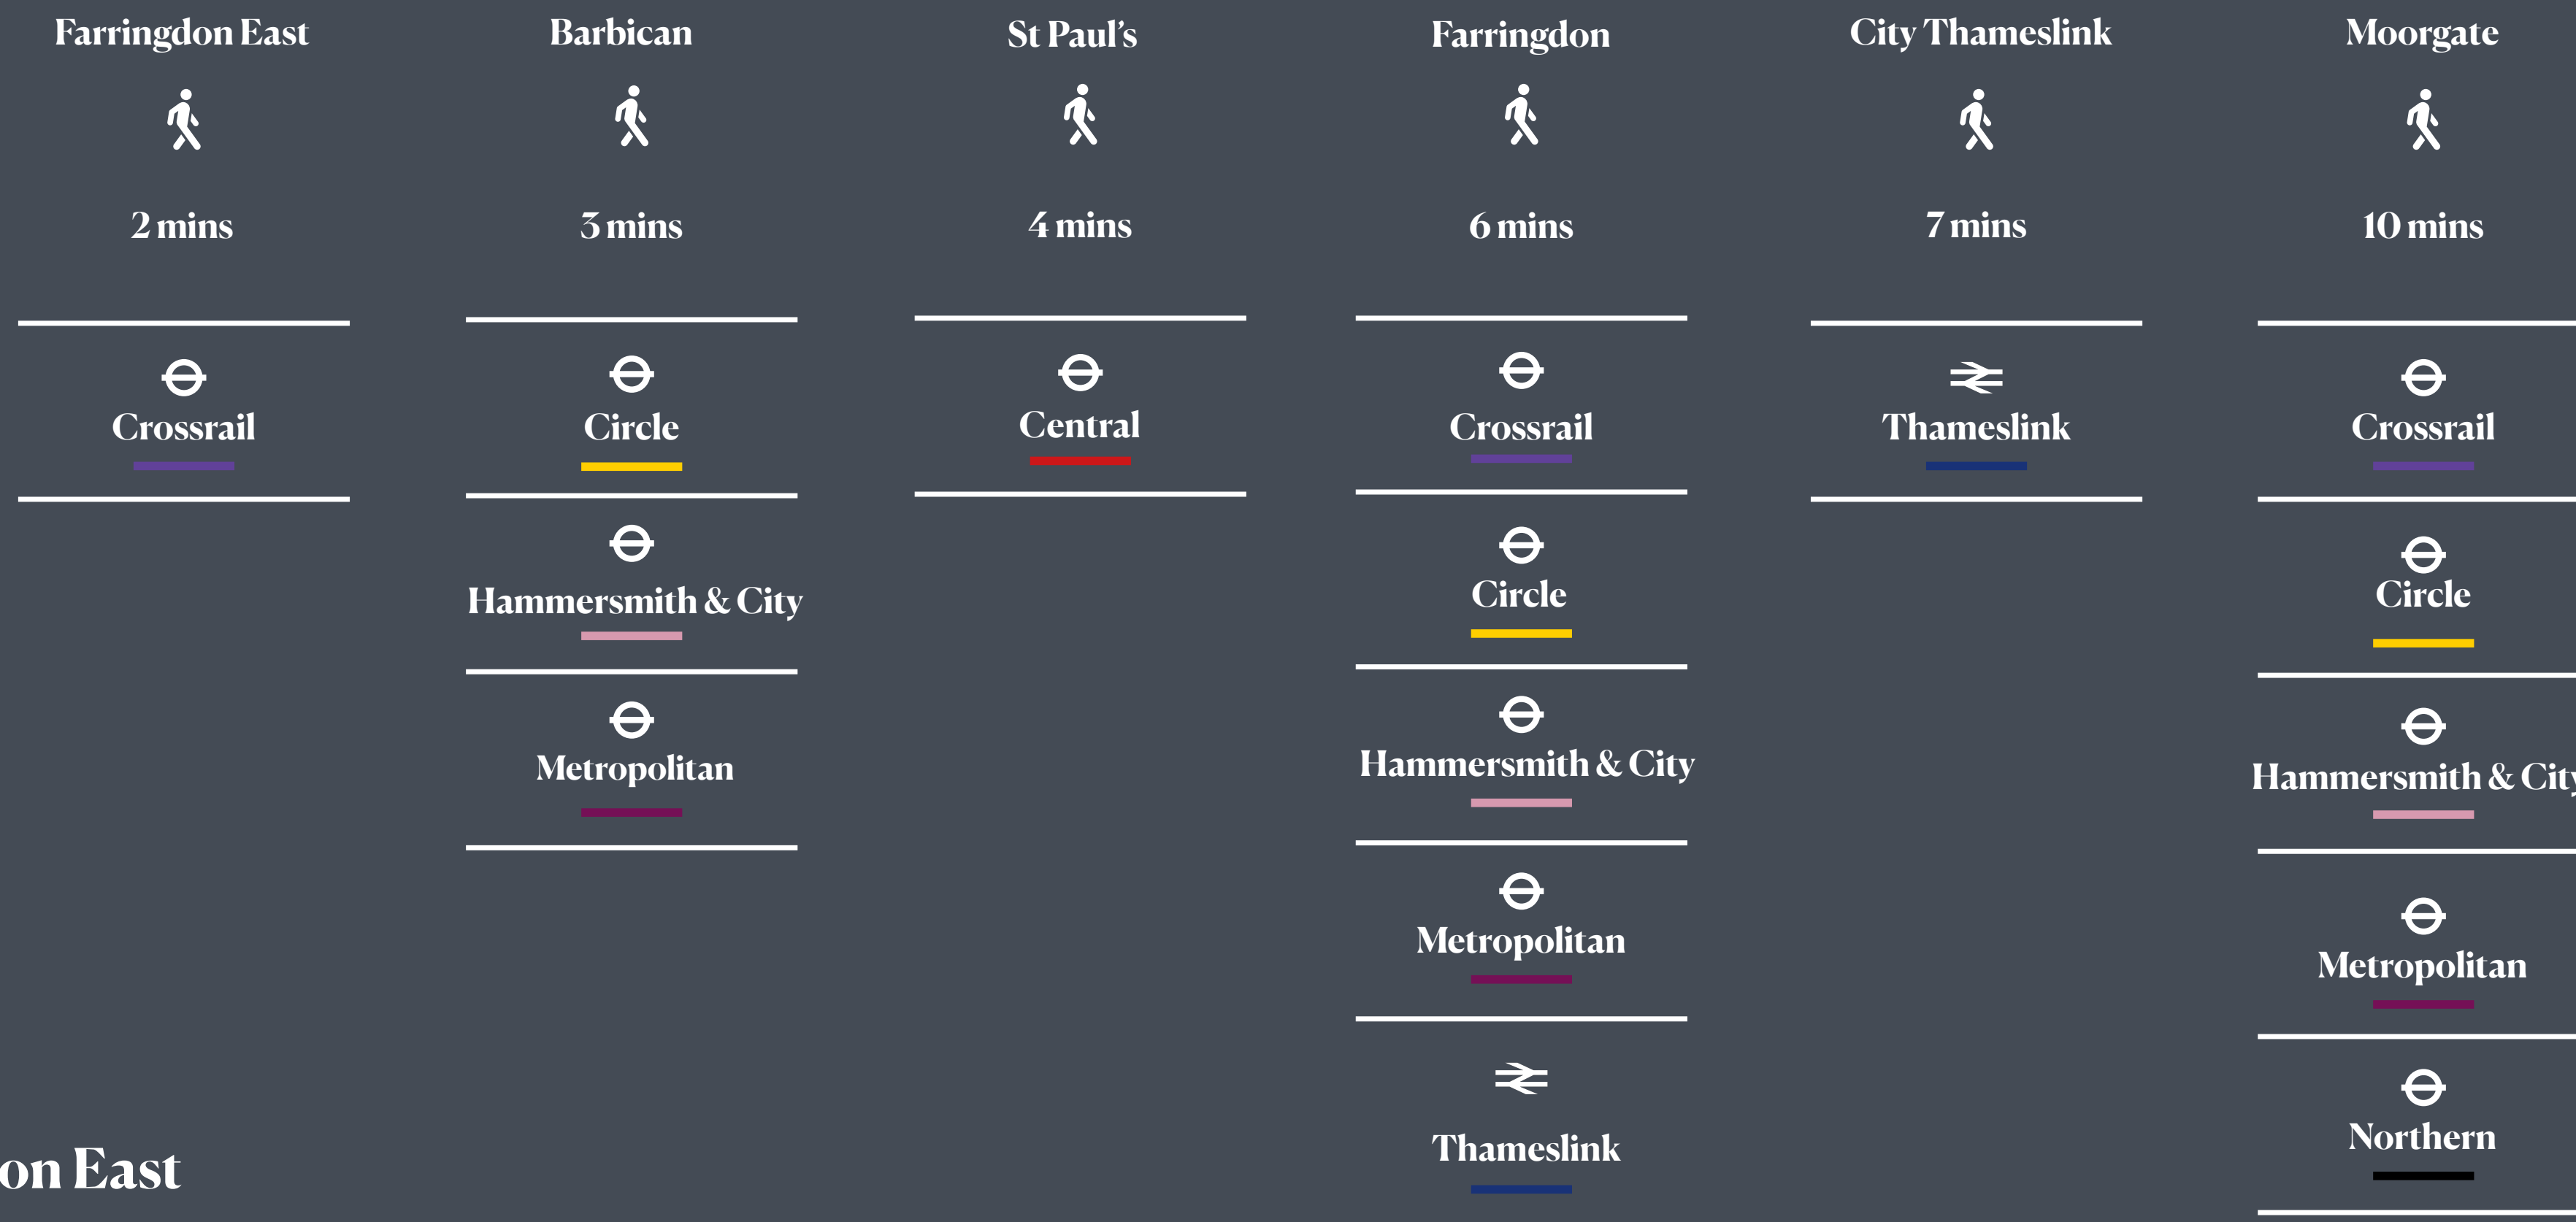 Farringdon East
2 mins
Crossrail
Barbican
3 mins
Circle
Hammersmith & City
Metropolitan
St Paul's
4 mins
Central
Farringdon
6 mins
Crossrail
Circle
Hammersmith & City
Metropolitan
Thameslink
City Thameslink
7 mins
Thameslink
Moorgate
10 mins
Crossrail
Circle
Hammersmith & City
Metropolitan
Northern
on East